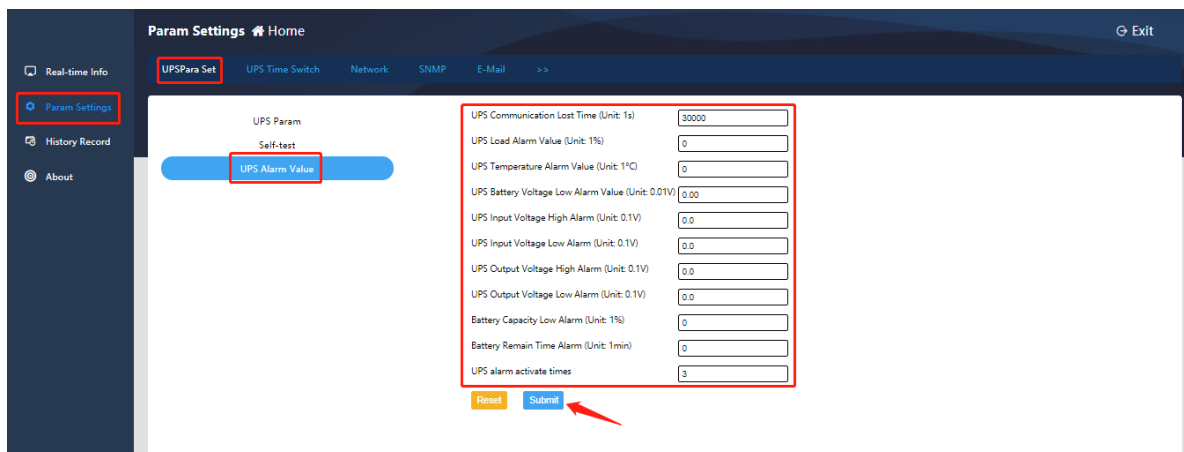 Param Settings Home
Exit
Real-time Info
Param Settings
History Record
About
UPSPara Set UPS Time Switch Network SNMP E-Mail >>
UPS Param
Self-test
UPS Alarm Value
UPS Communication Lost Time (Unit: 1s) 30000
UPS Load Alarm Value (Unit: 1%) 0
UPS Temperature Alarm Value (Unit: 1°C) 0
UPS Battery Voltage Low Alarm Value (Unit: 0.01V) 0.00
UPS Input Voltage High Alarm (Unit: 0.1V) 0.0
UPS Input Voltage Low Alarm (Unit: 0.1V) 0.0
UPS Output Voltage High Alarm (Unit: 0.1V) 0.0
UPS Output Voltage Low Alarm (Unit: 0.1V) 0.0
Battery Capacity Low Alarm (Unit: 1%) 0
Battery Remain Time Alarm (Unit: 1min) 0
UPS alarm activate times 3
Reset Submit